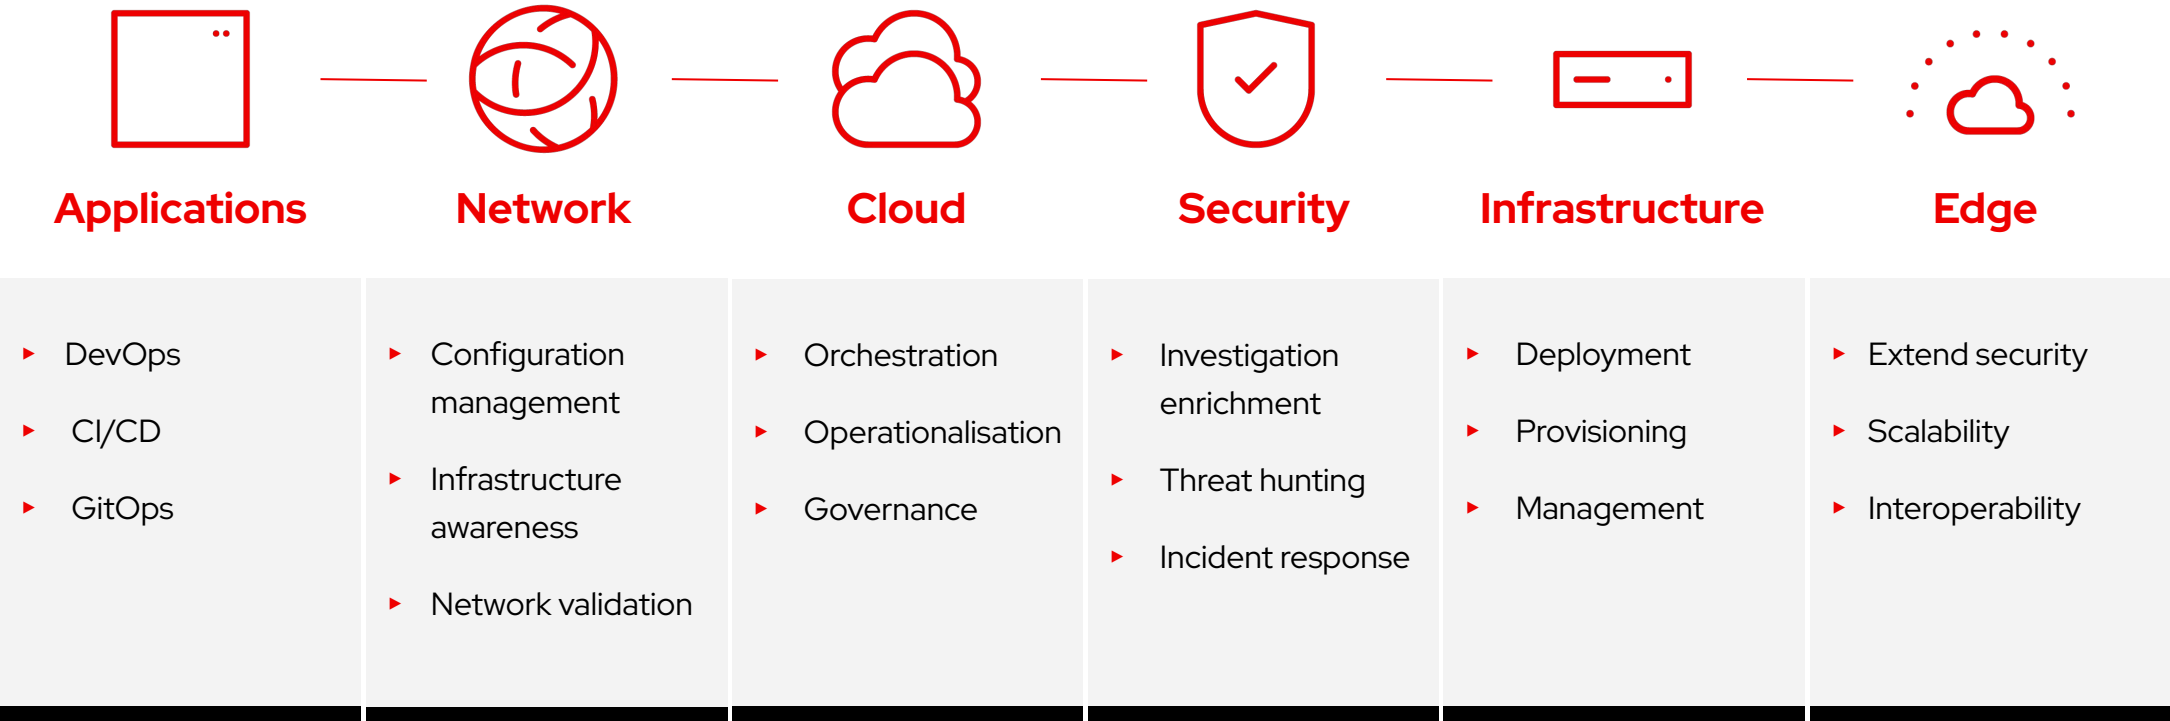 Applications
Network
Cloud
Security
Infrastructure
Edge
DevOps
CI/CD
GitOps
Configuration
management
Infrastructure
awareness
Network validation
Orchestration
Operationalisation
Governance
Investigation
enrichment
Threat hunting
Incident response
Deployment
Provisioning
Management
Extend security
Scalability
Interoperability